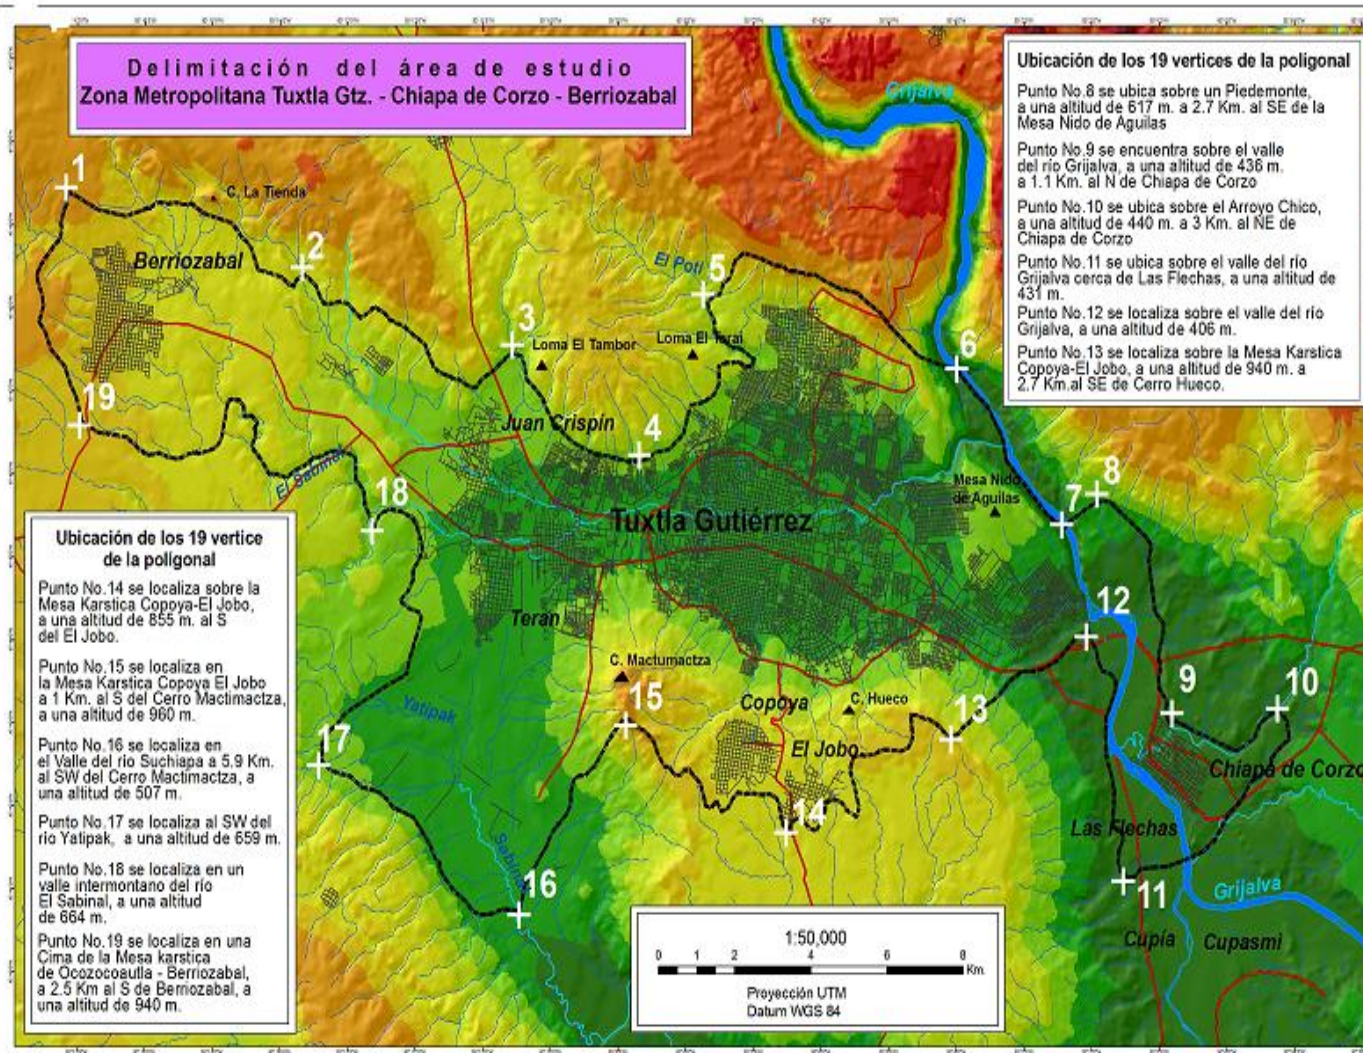 Delimitación del área de estudio
Zona Metropolitana Tuxtla Gtz. - Chiapa de Corzo - Berriozabal
Ubicación de los 19 vertices de la poligonal
Punto No.8 se ubica sobre un Piedemonte,
a una altitud de 617 m. a 2.7 Km. al SE de la
Mesa Nido de Aguilas
Punto No.9 se encuentra sobre el valle
del río Grijalva, a una altitud de 436 m.
a 1.1 Km. al N de Chiapa de Corzo
Punto No.10 se ubica sobre el Arroyo Chico,
a una altitud de 440 m. a 3 Km. al NE de
Chiapa de Corzo
Punto No.11 se ubica sobre el valle del río
Grijalva cerca de Las Flechas, a una altitud de
431 m.
Punto No.12 se localiza sobre el valle del río
Grijalva, a una altitud de 406 m.
Punto No.13 se localiza sobre la Mesa Karstica
Copoya-El Jobo, a una altitud de 940 m. a
2.7 Km.al SE de Cerro Hueco.
Grijalva
1
C. La Tienda
Berriozabal
2
El Poti
5
3
Loma El Tambor
Loma El
6
19
Juan Crispín
4
El Sabinal
18
Mesa Nido
de Aguilas
8
7
Tuxtla Gutiérrez
Teran
12
C. Mactumactza
15
Copoya
C. Hueco
El Jobo
13
9
10
Yatipak
17
Chiapa de Corzo
14
Las Flechas
16
11
Grijalva
Cupía
Cupasmi
Ubicación de los 19 vertice
de la poligonal
Punto No.14 se localiza sobre la
Mesa Karstica Copoya-El Jobo,
a una altitud de 855 m. al S
del El Jobo.
Punto No.15 se localiza en
la Mesa Karstica Copoya El Jobo
a 1 Km. al S del Cerro Mactimactza,
a una altitud de 960 m.
Punto No.16 se localiza en
el Valle del rio Suchiapa a 5.9 Km.
al SW del Cerro Mactimactza, a
una altitud de 507 m.
Punto No.17 se localiza al SW del
río Yatipak, a una altitud de 659 m.
Punto No.18 se localiza en un
valle intermontano del río
El Sabinal, a una altitud
de 664 m.
Punto No.19 se localiza en una
Cima de la Mesa karstica
de Ocozocoautla - Berriozabal,
a 2.5 Km al S de Berriozabal, a
una altitud de 940 m.
1:50,000
0 1 2 4 6 8
Km.
Proyección UTM
Datum WGS 84